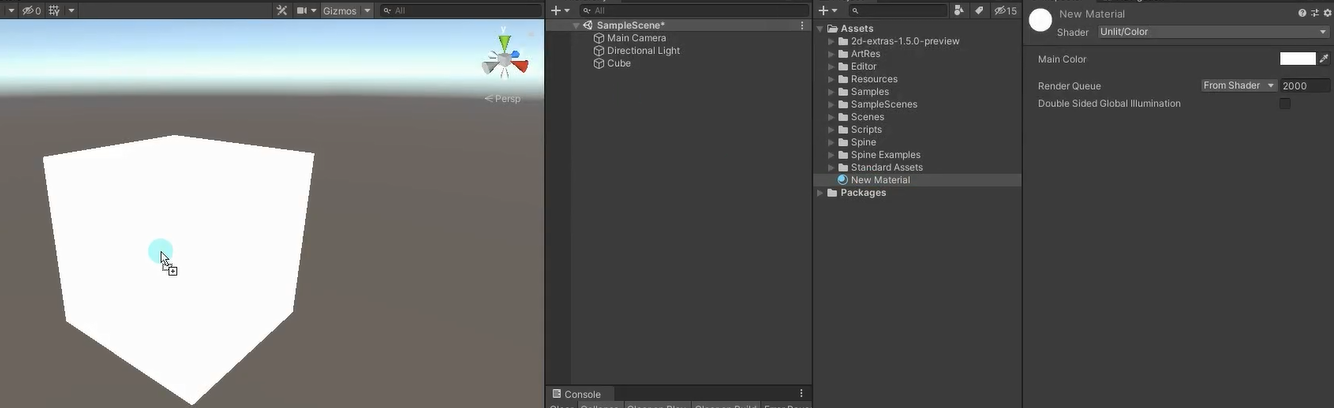 0
Gizmos
All
y
Persp
All
SampleScene*
Main Camera
Directional Light
Cube
Console
15
Assets
2d-extras-1.5.0-preview
ArtRes
Editor
Resources
Samples
SampleScenes
Scenes
Scripts
Spine
Spine Examples
Standard Assets
New Material
Packages
New Material
Shader Unlit/Color
Main Color
Render Queue From Shader 2000
Double Sided Global Illumination